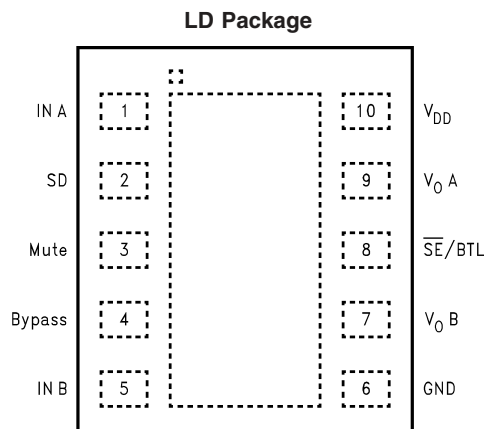 LD Package
IN A 1 10 V_DD
SD 2 9 V_O A
Mute 3 8 S̅E̅/BTL
Bypass 4 7 V_O B
IN B 5 6 GND